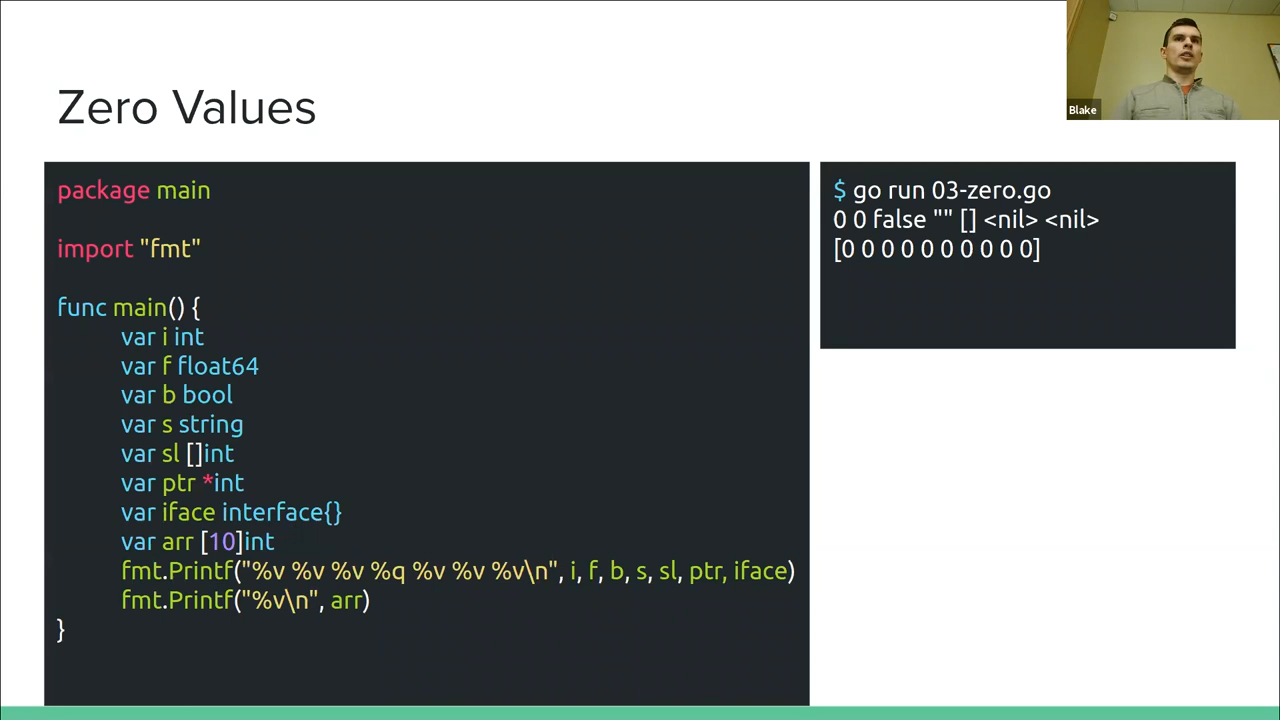 Zero Values
Blake
package main
import "fmt"
func main() {
var i int
var f float64
var b bool
var s string
var sl []int
var ptr *int
var iface interface{}
var arr [10]int
fmt.Printf("%v %v %v %q %v %v %v\n", i, f, b, s, sl, ptr, iface)
fmt.Printf("%v\n", arr)
}
$ go run 03-zero.go
0 0 false "" [] <nil> <nil>
[0 0 0 0 0 0 0 0 0 0]